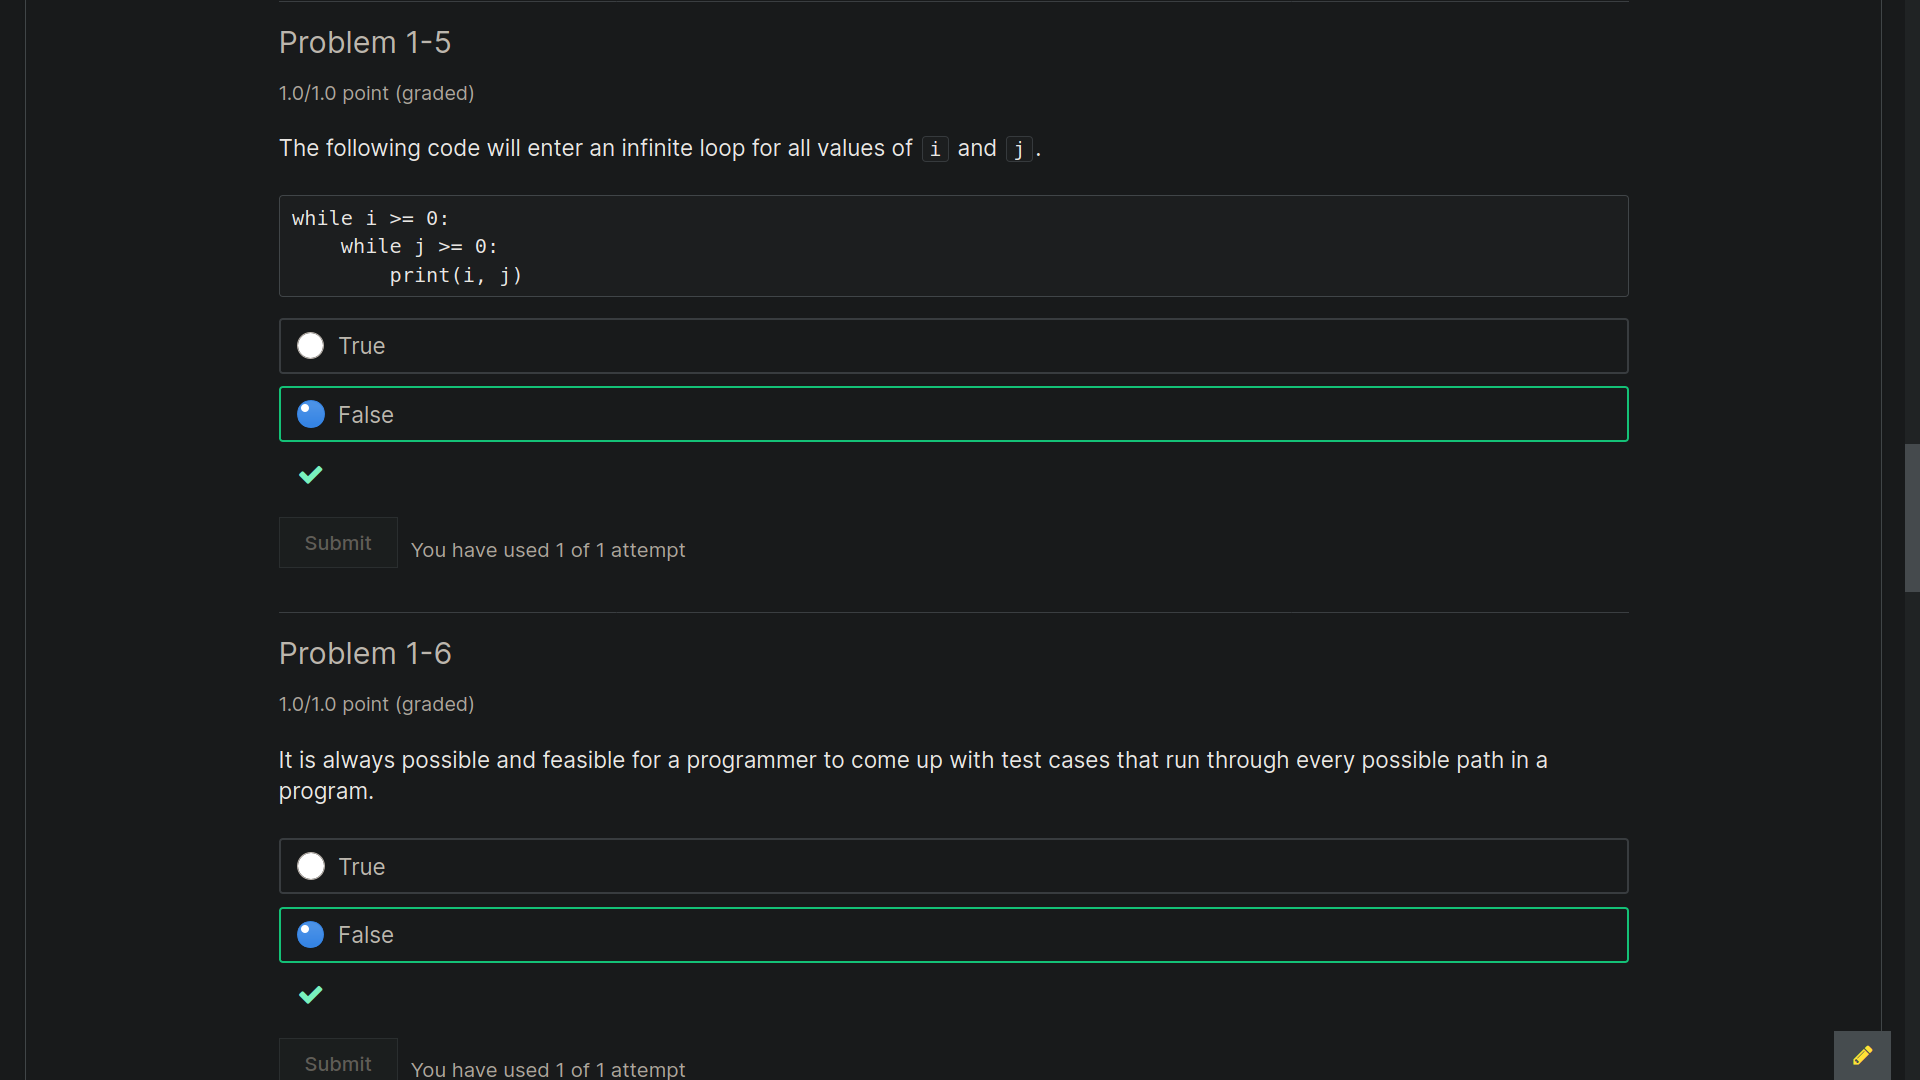 Problem 1-5
1.0/1.0 point (graded)
The following code will enter an infinite loop for all values of i and j.
while i >= 0:
    while j >= 0:
        print(i, j)
True
False
Submit You have used 1 of 1 attempt
Problem 1-6
1.0/1.0 point (graded)
It is always possible and feasible for a programmer to come up with test cases that run through every possible path in a
program.
True
False
Submit You have used 1 of 1 attempt